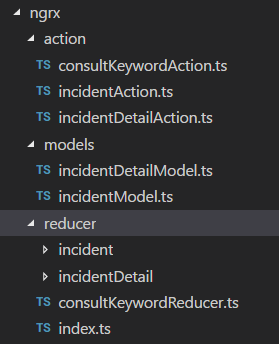 ngrx
action
TS consultKeywordAction.ts
TS incidentAction.ts
TS incidentDetailAction.ts
models
TS incidentDetailModel.ts
TS incidentModel.ts
reducer
incident
incidentDetail
TS consultKeywordReducer.ts
TS index.ts